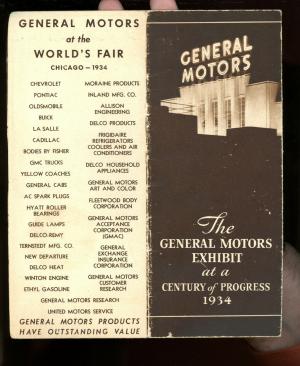 GENERAL MOTORS
at the
WORLD'S FAIR
CHICAGO — 1934
CHEVROLET
PONTIAC
OLDSMOBILE
BUICK
LA SALLE
CADILLAC
BODIES BY FISHER
GMC TRUCKS
YELLOW COACHES
GENERAL CABS
AC SPARK PLUGS
HYATT ROLLER
BEARINGS
GUIDE LAMPS
DELCO-REMY
TERNSTEDT MFG. CO.
NEW DEPARTURE
DELCO HEAT
WINTON ENGINE
ETHYL GASOLINE
MORAINE PRODUCTS
INLAND MFG. CO.
ALLISON
ENGINEERING
DELCO PRODUCTS
FRIGIDAIRE
REFRIGERATORS
COOLERS AND AIR
CONDITIONERS
DELCO HOUSEHOLD
APPLIANCES
GENERAL MOTORS
ART AND COLOR
FLEETWOOD BODY
CORPORATION
GENERAL MOTORS
ACCEPTANCE
CORPORATION
(GMAC)
GENERAL
EXCHANGE
INSURANCE
CORPORATION
GENERAL MOTORS
CUSTOMER
RESEARCH
GENERAL MOTORS RESEARCH
UNITED MOTORS SERVICE
GENERAL MOTORS PRODUCTS
HAVE OUTSTANDING VALUE
GENERAL
MOTORS
The
GENERAL MOTORS
EXHIBIT
at a
CENTURY of PROGRESS
1934